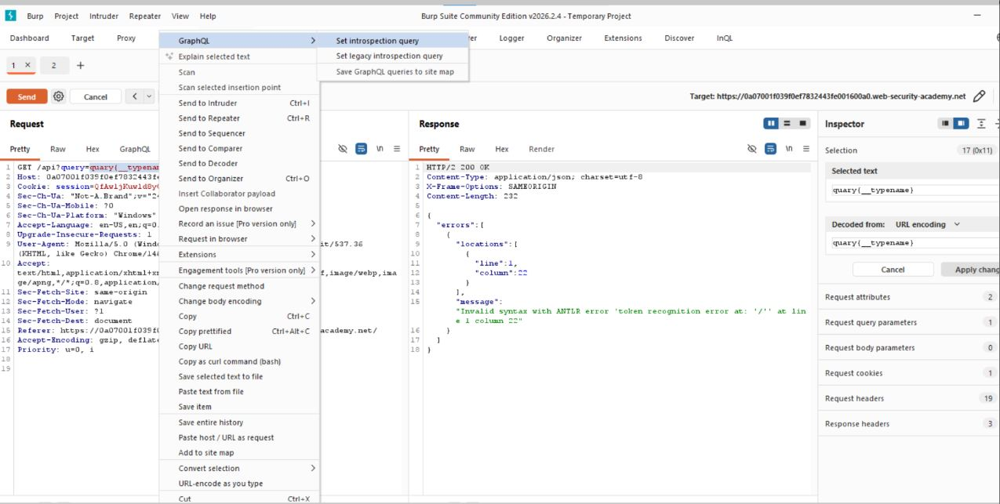 Burp Project Intruder Repeater View Help
Burp Suite Community Edition v2026.2.4 - Temporary Project
Dashboard Target Proxy
Logger Organizer Extensions Discover InQL
1 × 2 +
Send Cancel
Target: https://0a07001f039f0ef7832443fe001600a0.web-security-academy.net
GraphQL
Explain selected text
Scan
Scan selected insertion point
Send to Intruder Ctrl+I
Send to Repeater Ctrl+R
Send to Sequencer
Send to Comparer
Send to Decoder
Send to Organizer Ctrl+O
Insert Collaborator payload
Open response in browser
Record an issue [Pro version only]
Request in browser
Extensions
Engagement tools [Pro version only]
Change request method
Change body encoding
Copy Ctrl+C
Copy prettified Ctrl+Alt+C
Copy URL
Copy as curl command (bash)
Save selected text to file
Paste text from file
Save item
Save entire history
Paste host / URL as request
Add to site map
Convert selection
URL-encode as you type
Cut Ctrl+X
Set introspection query
Set legacy introspection query
Save GraphQL queries to site map
Request
Pretty Raw Hex GraphQL
\n
1 GET /api?query=quary{__typenam
2 Host: 0a07001f039f0ef7832443f
3 Cookie: session=
4 Sec-Ch-Ua: "Not-A.Brand";v="2
5 Sec-Ch-Ua-Mobile: ?0
6 Sec-Ch-Ua-Platform: "Windows"
7 Accept-Language: en-US,en;q=0.
8 Upgrade-Insecure-Requests: 1
9 User-Agent: Mozilla/5.0 (Wind
it/537.36
(KHTML, like Gecko) Chrome/14
10 Accept:
text/html,application/xhtml+x
f,image/webp,ima
ge/apng,*/*;q=0.8,application/
11 Sec-Fetch-Site: same-origin
12 Sec-Fetch-Mode: navigate
13 Sec-Fetch-User: ?1
14 Sec-Fetch-Dest: document
15 Referer: https://0a07001f039f
academy.net/
16 Accept-Encoding: gzip, deflate
17 Priority: u=0, i
18
19
Response
Pretty Raw Hex Render
\n
1 HTTP/2 200 OK
2 Content-Type: application/json; charset=utf-8
3 X-Frame-Options: SAMEORIGIN
4 Content-Length: 232
5
6 {
7 "errors":[
8 {
9 "locations":[
10 {
11 "line":1,
12 "column":22
13 }
14 ],
15 "message":
"Invalid syntax with ANTLR error 'token recognition error at: '/'' at lin
e 1 column 22"
16 }
17 ]
18 }
Inspector
Selection 17 (0x11)
Selected text
quary{__typename}
Decoded from: URL encoding
quary{__typename}
Cancel Apply chang
Request attributes 2
Request query parameters 1
Request body parameters 0
Request cookies 1
Request headers 19
Response headers 3